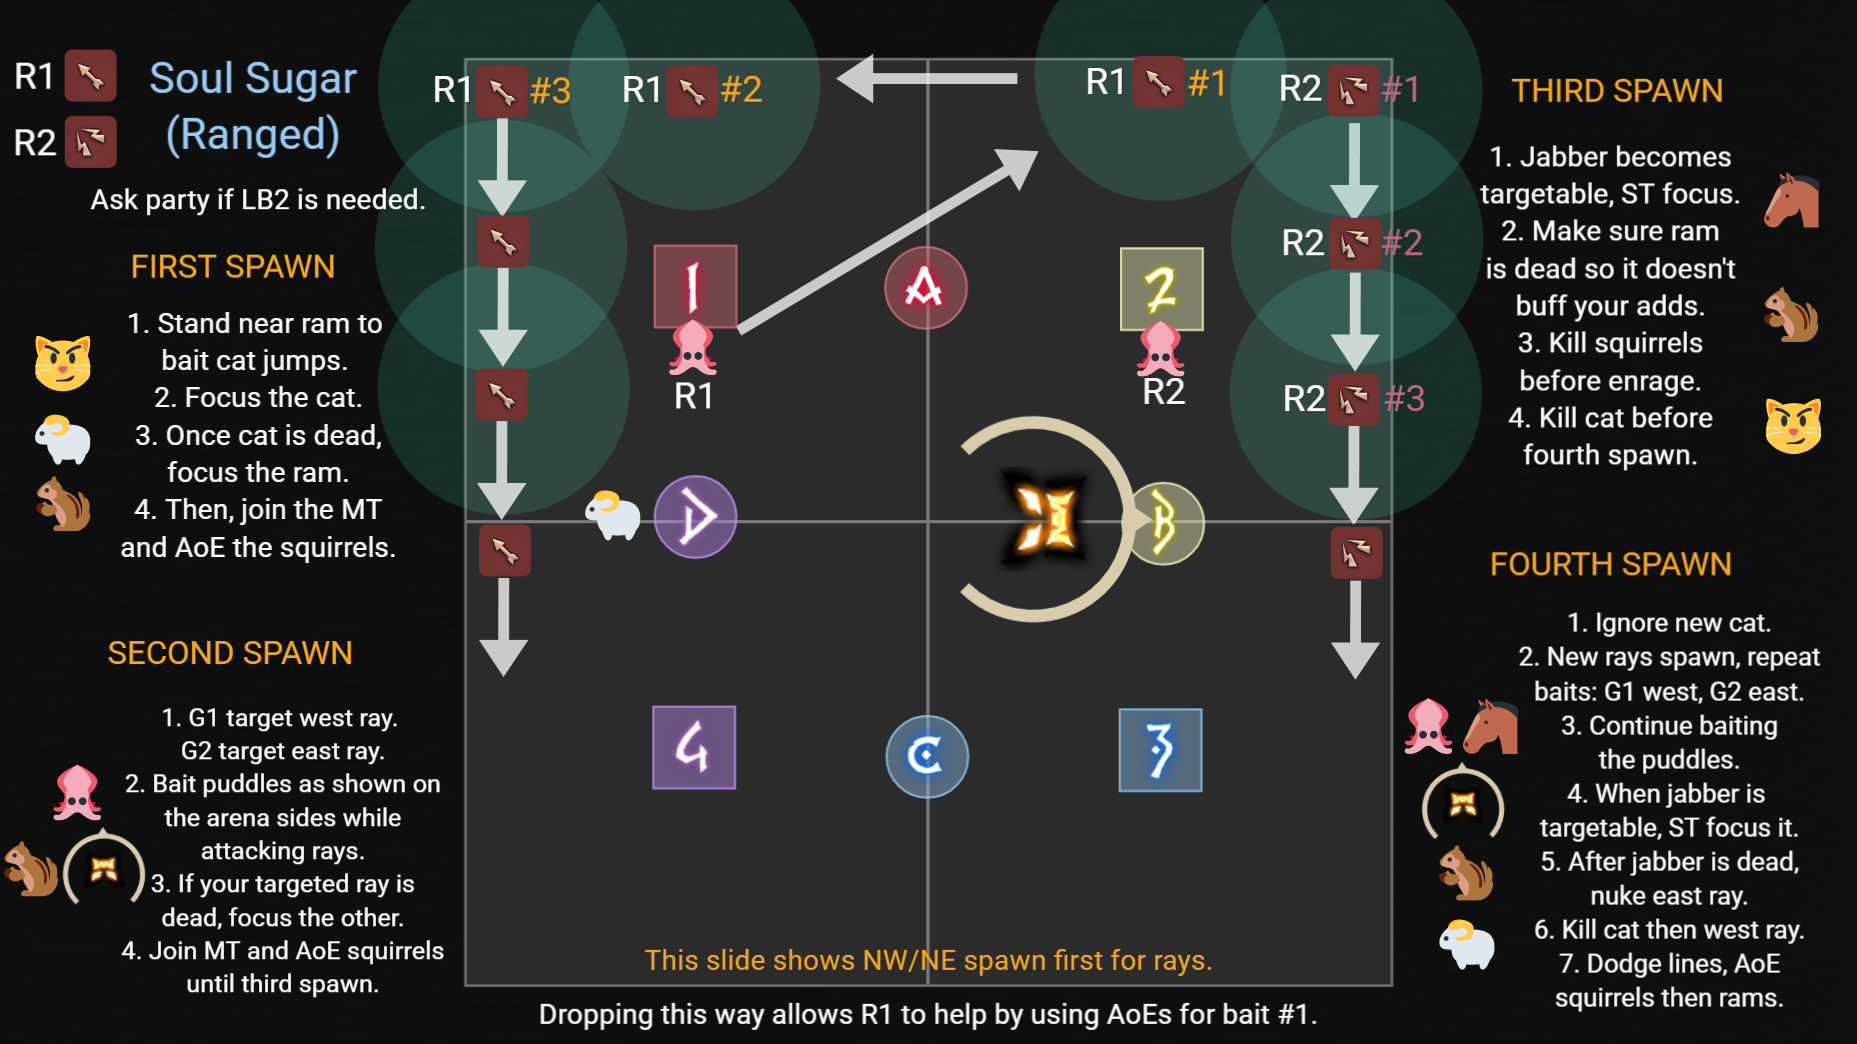 R1
Soul Sugar
(Ranged)
R2
Ask party if LB2 is needed.
FIRST SPAWN
1. Stand near ram to
bait cat jumps.
2. Focus the cat.
3. Once cat is dead,
focus the ram.
4. Then, join the MT
and AoE the squirrels.
SECOND SPAWN
1. G1 target west ray.
G2 target east ray.
2. Bait puddles as shown on
the arena sides while
attacking rays.
3. If your targeted ray is
dead, focus the other.
4. Join MT and AoE squirrels
until third spawn.
R1 #3
R1 #2
R1 #1
R2 #1
R2 #2
R2 #3
1
A
2
R1
R2
D
B
4
C
3
This slide shows NW/NE spawn first for rays.
Dropping this way allows R1 to help by using AoEs for bait #1.
THIRD SPAWN
1. Jabber becomes
targetable, ST focus.
2. Make sure ram
is dead so it doesn't
buff your adds.
3. Kill squirrels
before enrage.
4. Kill cat before
fourth spawn.
FOURTH SPAWN
1. Ignore new cat.
2. New rays spawn, repeat
baits: G1 west, G2 east.
3. Continue baiting
the puddles.
4. When jabber is
targetable, ST focus it.
5. After jabber is dead,
nuke east ray.
6. Kill cat then west ray.
7. Dodge lines, AoE
squirrels then rams.